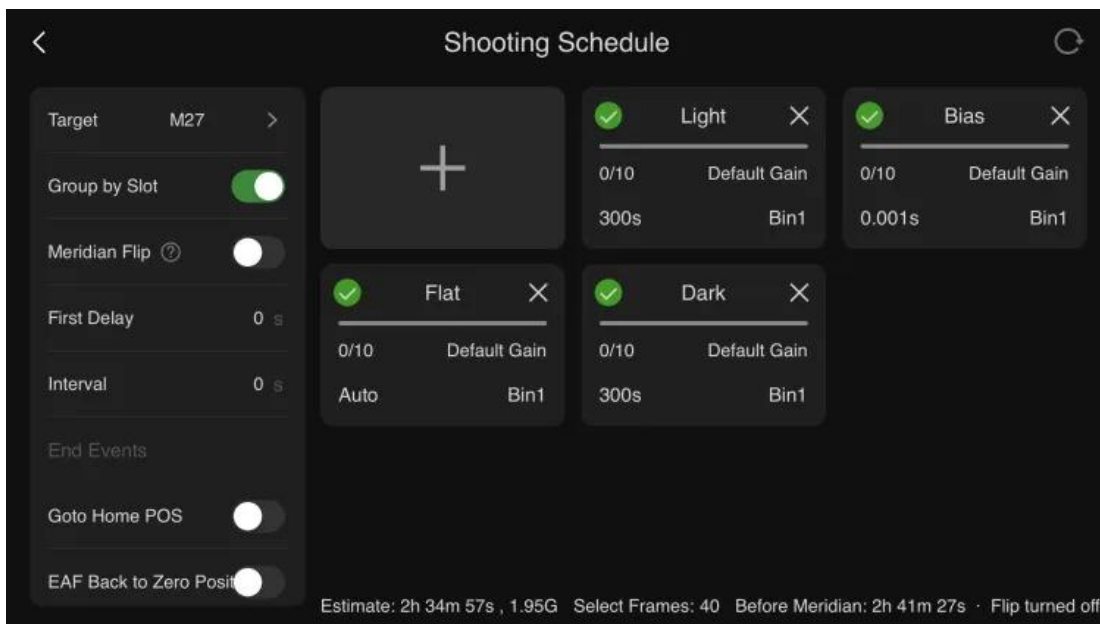 Shooting Schedule
Target M27 >
Group by Slot
Meridian Flip ?
First Delay 0 s
Interval 0 s
End Events
Goto Home POS
EAF Back to Zero Posit
Light
0/10 Default Gain
300s Bin1
Bias
0/10 Default Gain
0.001s Bin1
Flat
0/10 Default Gain
Auto Bin1
Dark
0/10 Default Gain
300s Bin1
Estimate: 2h 34m 57s , 1.95G Select Frames: 40 Before Meridian: 2h 41m 27s · Flip turned off